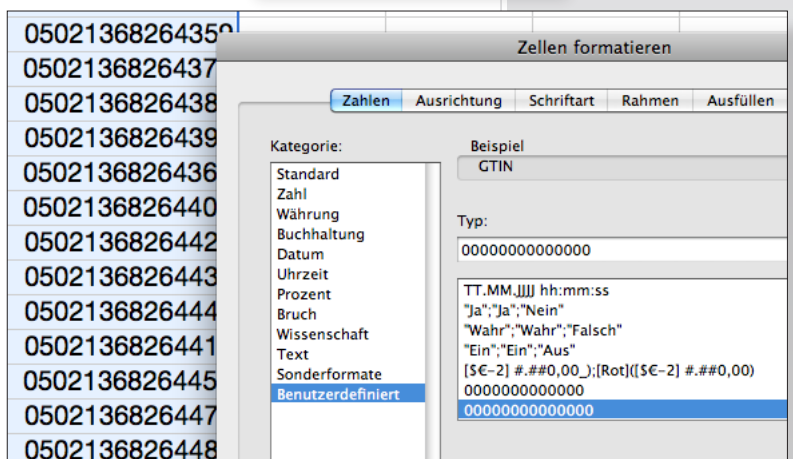 05021368264359
0502136826437
0502136826438
0502136826439
0502136826436
0502136826440
0502136826442
0502136826443
0502136826444
0502136826441
0502136826445
0502136826447
0502136826448
Zellen formatieren
Zahlen Ausrichtung Schriftart Rahmen Ausfüllen
Kategorie:
Standard
Zahl
Währung
Buchhaltung
Datum
Uhrzeit
Prozent
Bruch
Wissenschaft
Text
Sonderformate
Benutzerdefiniert
Beispiel
GTIN
Typ:
00000000000000
TT.MM.JJJJ hh:mm:ss
"Ja";"Ja";"Nein"
"Wahr";"Wahr";"Falsch"
"Ein";"Ein";"Aus"
[$€-2] #.##0,00_);[Rot]([$€-2] #.##0,00)
0000000000000
00000000000000